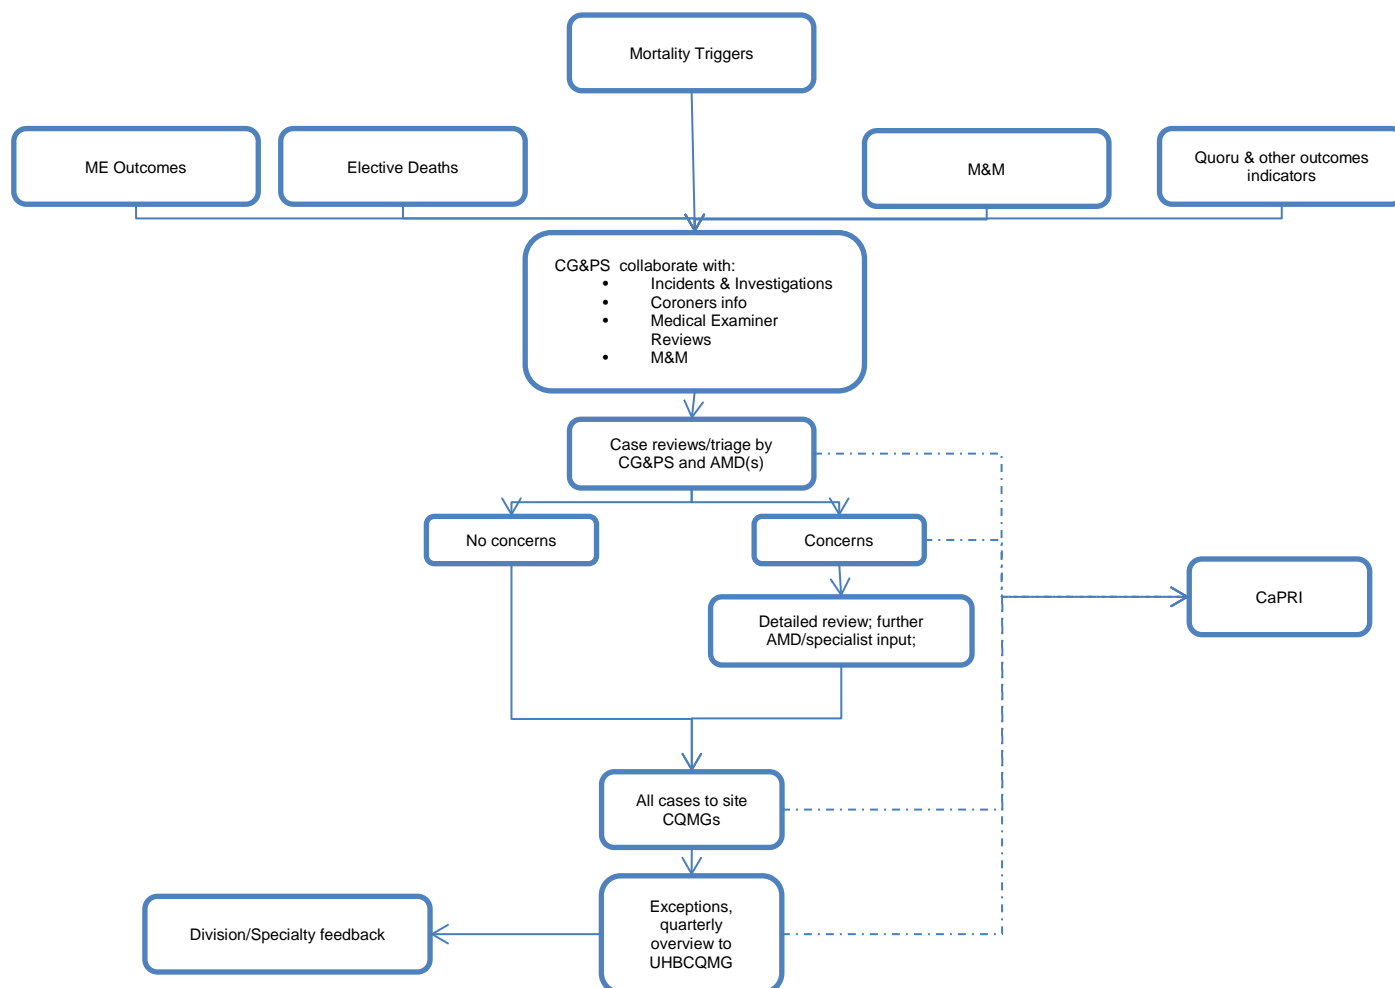 Mortality Triggers
ME Outcomes
Elective Deaths
M&M
Quoru & other outcomes
indicators
CG&PS  collaborate with:
• Incidents & Investigations
• Coroners info
• Medical Examiner
Reviews
• M&M
Case reviews/triage by
CG&PS and AMD(s)
No concerns
Concerns
Detailed review; further
AMD/specialist input;
CaPRI
All cases to site
CQMGs
Exceptions,
quarterly
overview to
UHBCQMG
Division/Specialty feedback